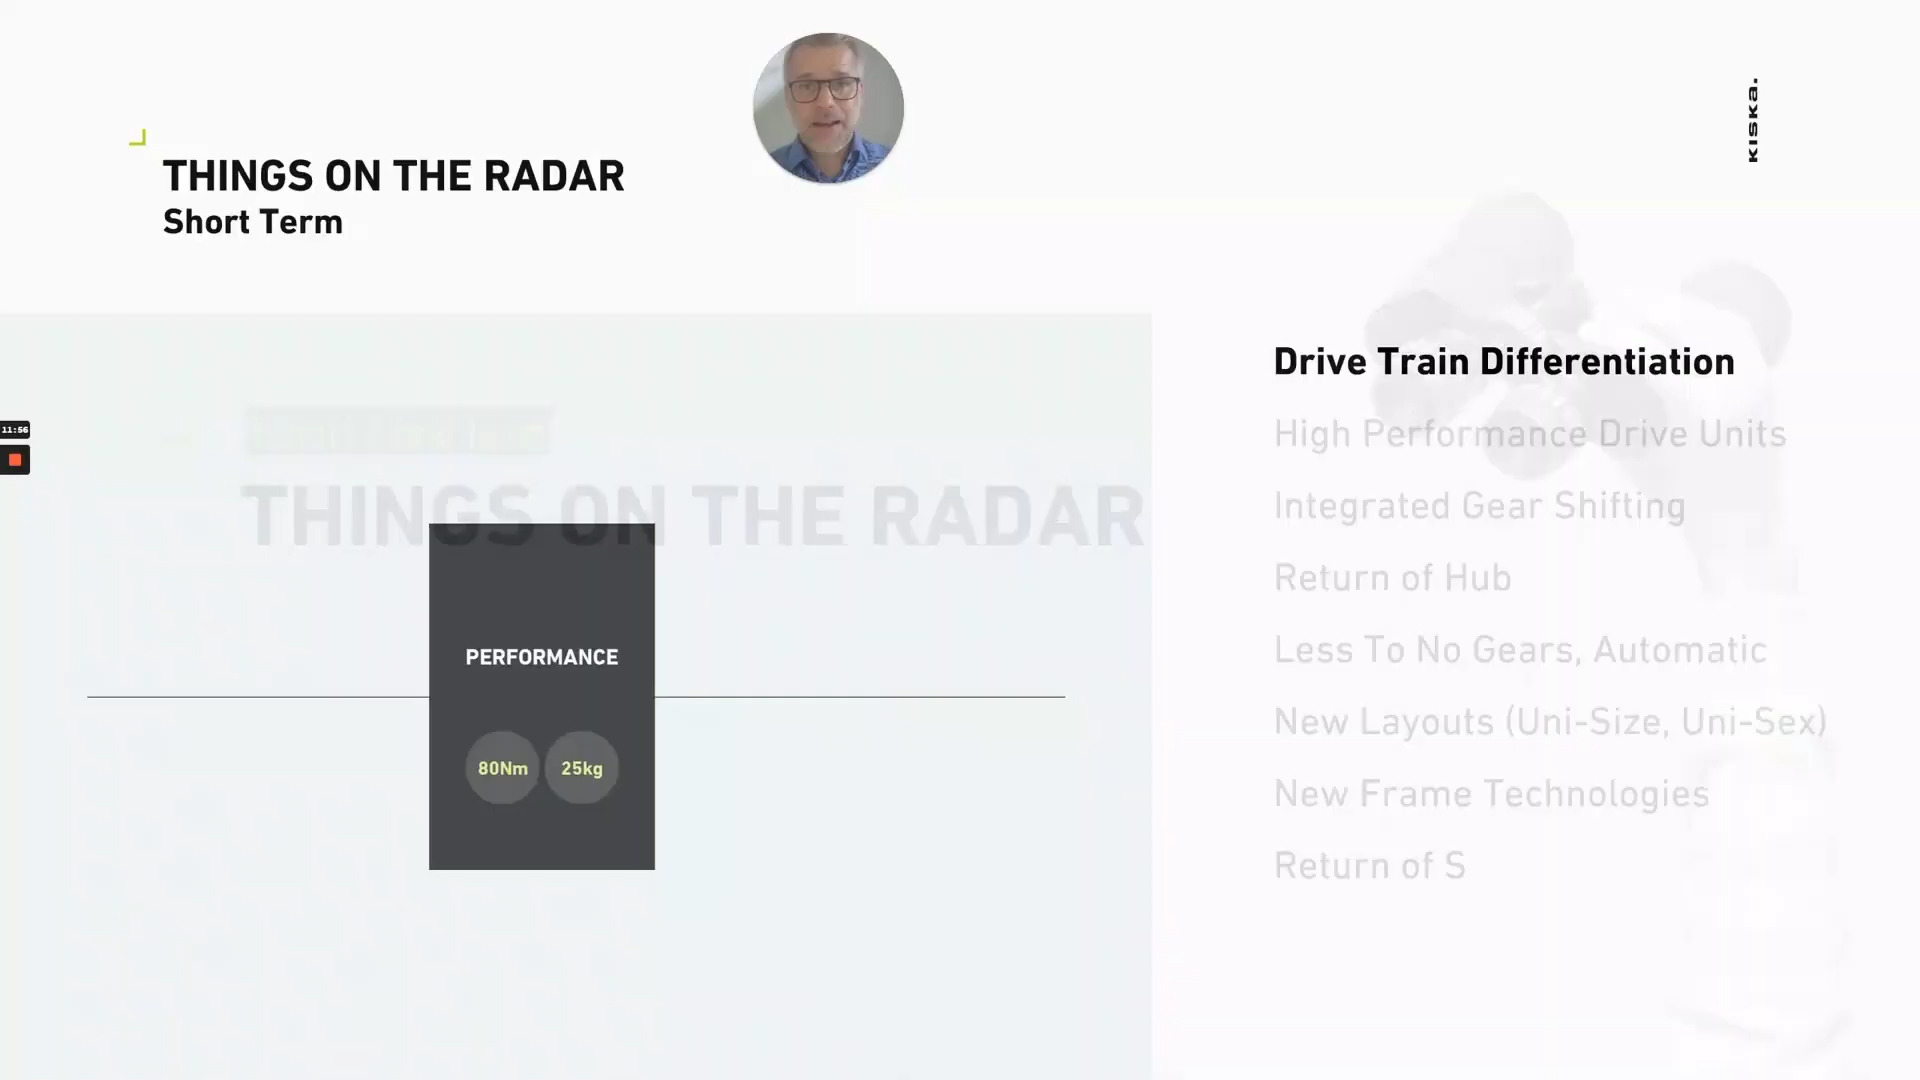 KISKA.
THINGS ON THE RADAR
Short Term
Drive Train Differentiation
11:56
High Performance Drive Units
THINGS ON THE RADAR
Integrated Gear Shifting
Return of Hub
PERFORMANCE
Less To No Gears, Automatic
New Layouts (Uni-Size, Uni-Sex)
80Nm 25kg
New Frame Technologies
Return of S